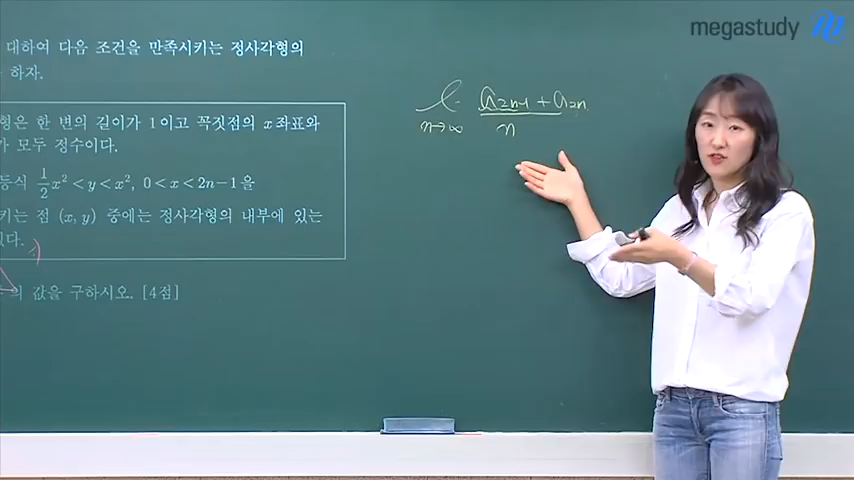 megastudy
대하여 다음 조건을 만족시키는 정사각형의
하자.
형은 한 변의 길이가 1이고 꼭짓점의 x좌표와
모두 정수이다.
등식 1/2 x² < y < x², 0 < x < 2n-1을
키는 점 (x, y) 중에는 정사각형의 내부에 있는
있다.
의 값을 구하시오. [4점]
n→∞ a2n-1 + a2n
n